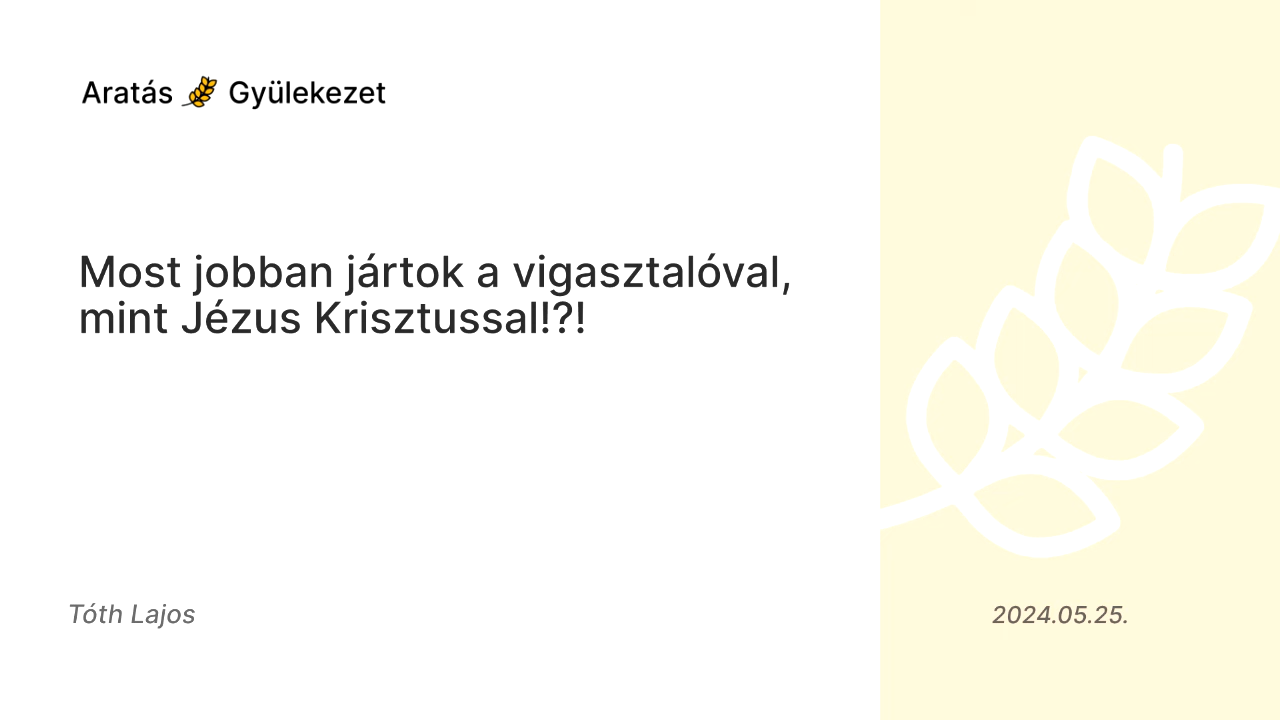 Aratás Gyülekezet
Most jobban jártok a vigasztalóval,
mint Jézus Krisztussal!?!
Tóth Lajos
2024.05.25.